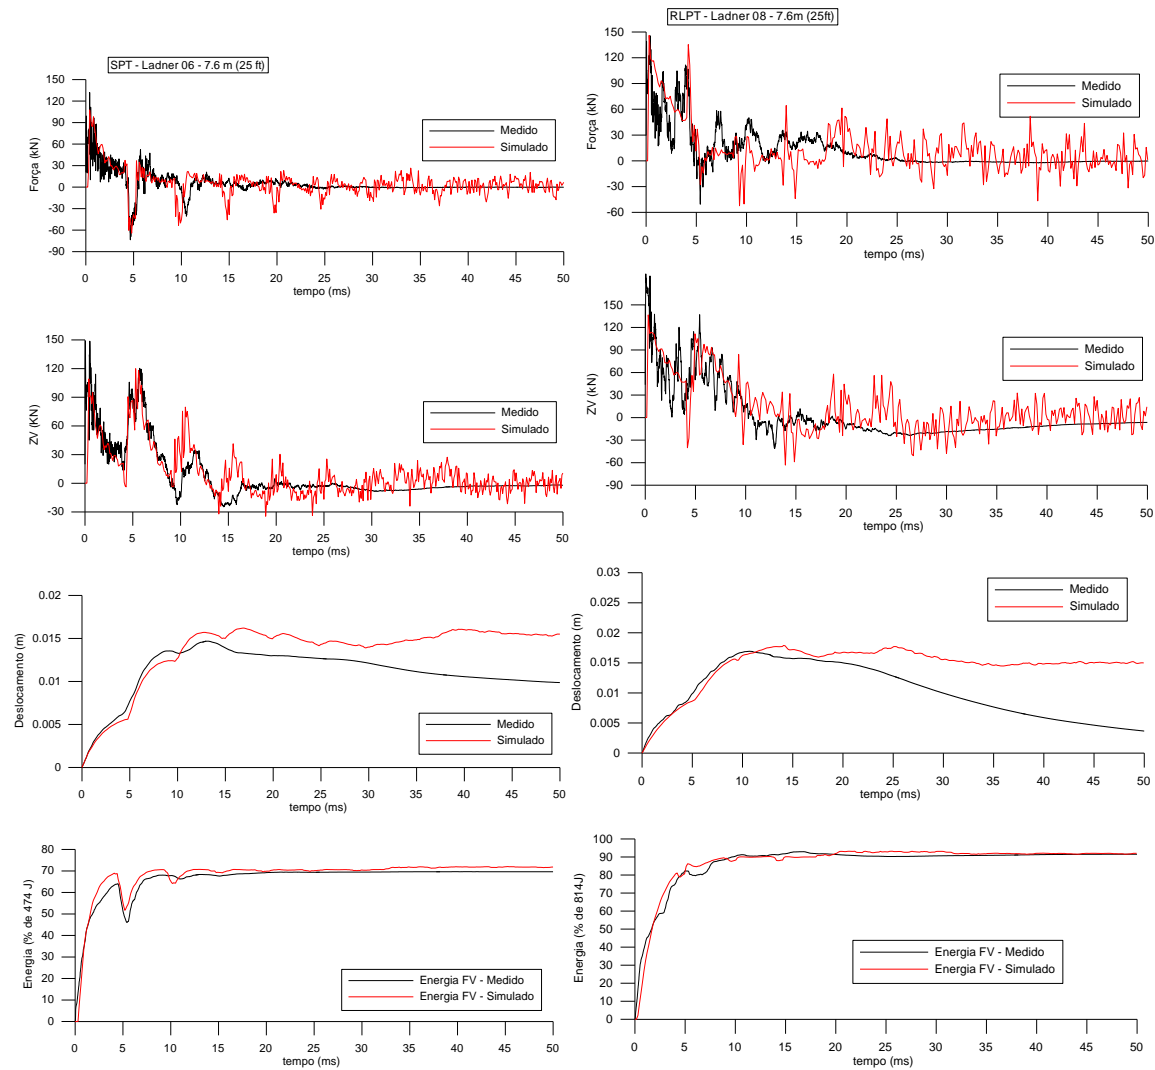 SPT - Ladner 06 - 7.6 m (25 ft)
Força (kN)
150
120
90
60
30
0
-30
-60
-90
Medido
Simulado
0 5 10 15 20 25 30 35 40 45 50
tempo (ms)
RLPT - Ladner 08 - 7.6m (25ft)
Força (kN)
150
120
90
60
30
0
-30
-60
Medido
Simulado
0 5 10 15 20 25 30 35 40 45 50
tempo (ms)
ZV (KN)
150
120
90
60
30
0
-30
Medido
Simulado
0 5 10 15 20 25 30 35 40 45 50
tempo (ms)
ZV (kN)
180
150
120
90
60
30
0
-30
-60
-90
Medido
Simulado
0 5 10 15 20 25 30 35 40 45 50
tempo (ms)
Deslocamento (m)
0.02
0.015
0.01
0.005
0
Medido
Simulado
0 5 10 15 20 25 30 35 40 45 50
tempo (ms)
Deslocamento (m)
0.03
0.025
0.02
0.015
0.01
0.005
0
Medido
Simulado
0 5 10 15 20 25 30 35 40 45 50
tempo (ms)
Energia (% de 474 J)
80
70
60
50
40
30
20
10
0
Energia FV - Medido
Energia FV - Simulado
0 5 10 15 20 25 30 35 40 45 50
tempo (ms)
Energia (% de 814J)
100
90
80
70
60
50
40
30
20
10
0
Energia FV - Medido
Energia FV - Simulado
0 5 10 15 20 25 30 35 40 45 50
tempo (ms)